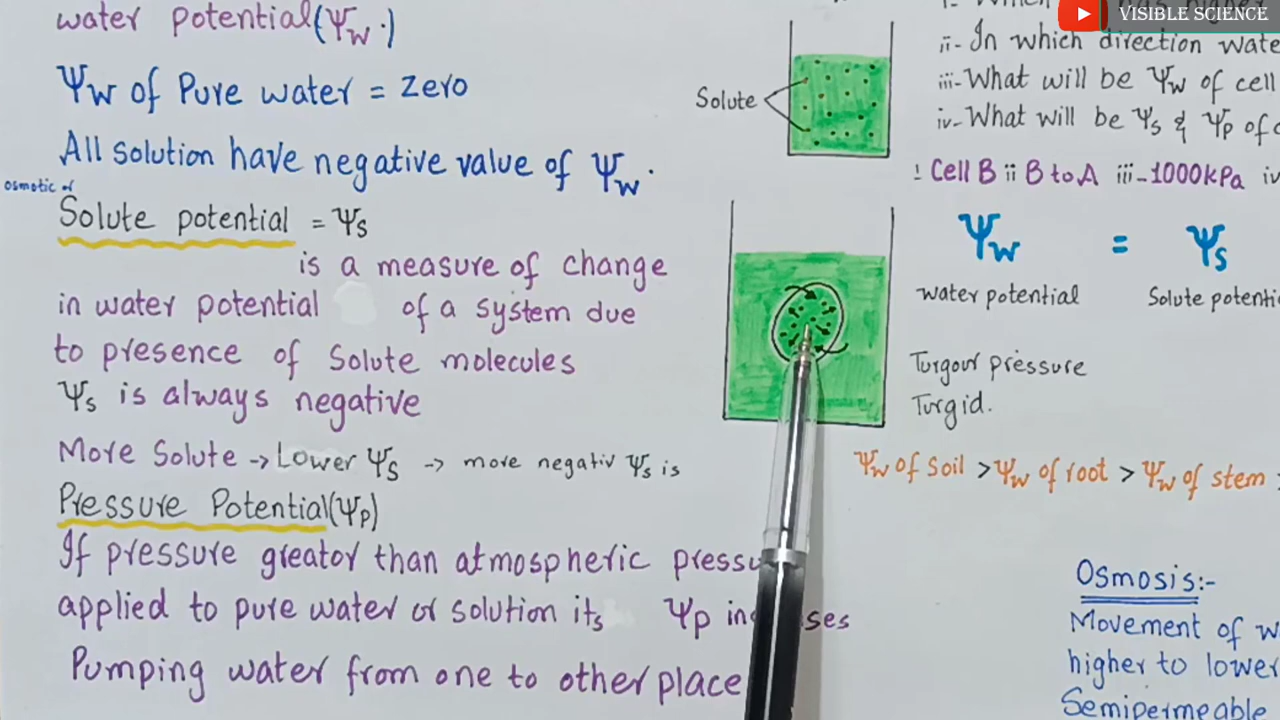 water potential(Ψw.)
Ψw of Pure water = zero
All solution have negative value of Ψw.
osmotic
Solute potential = Ψs
is a measure of change
in water potential of a system due
to presence of Solute molecules
Ψs is always negative
More Solute → Lower Ψs → more negativ Ψs is
Pressure Potential(Ψp)
If pressure greator than atmospheric pressu
applied to pure water or solution its Ψp in ses
Pumping water from one to other place
Solute
VISIBLE SCIENCE
ii- In which direction wate
iii- What will be Ψw of cell
iv- What will be Ψs & Ψp of
! Cell B ii B to A iii- 1000kPa iv
Ψw = Ψs
water potential Solute potenti
Turgour pressure
Turgid.
Ψw of Soil > Ψw of root > Ψw of stem
Osmosis:-
Movement of w
higher to lower
Semipermeable